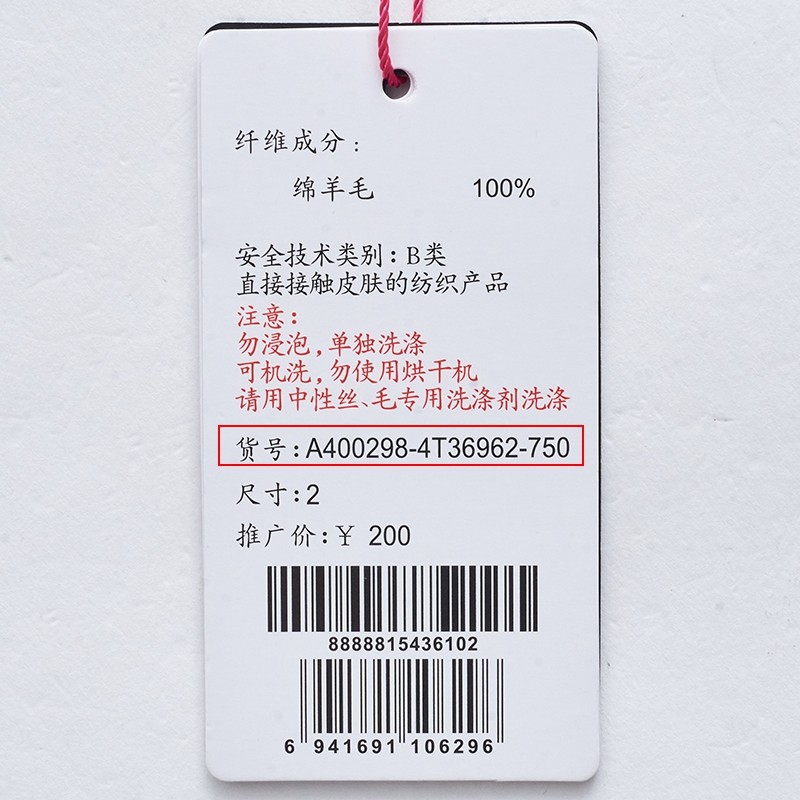 纤维成分:
绵羊毛 100%
安全技术类别: B类
直接接触皮肤的纺织产品
注意:
勿浸泡,单独洗涤
可机洗,勿使用烘干机
请用中性丝、毛专用洗涤剂洗涤
货号:A400298-4T36962-750
尺寸:2
推广价:¥ 200
8888815436102
6 941691 106296